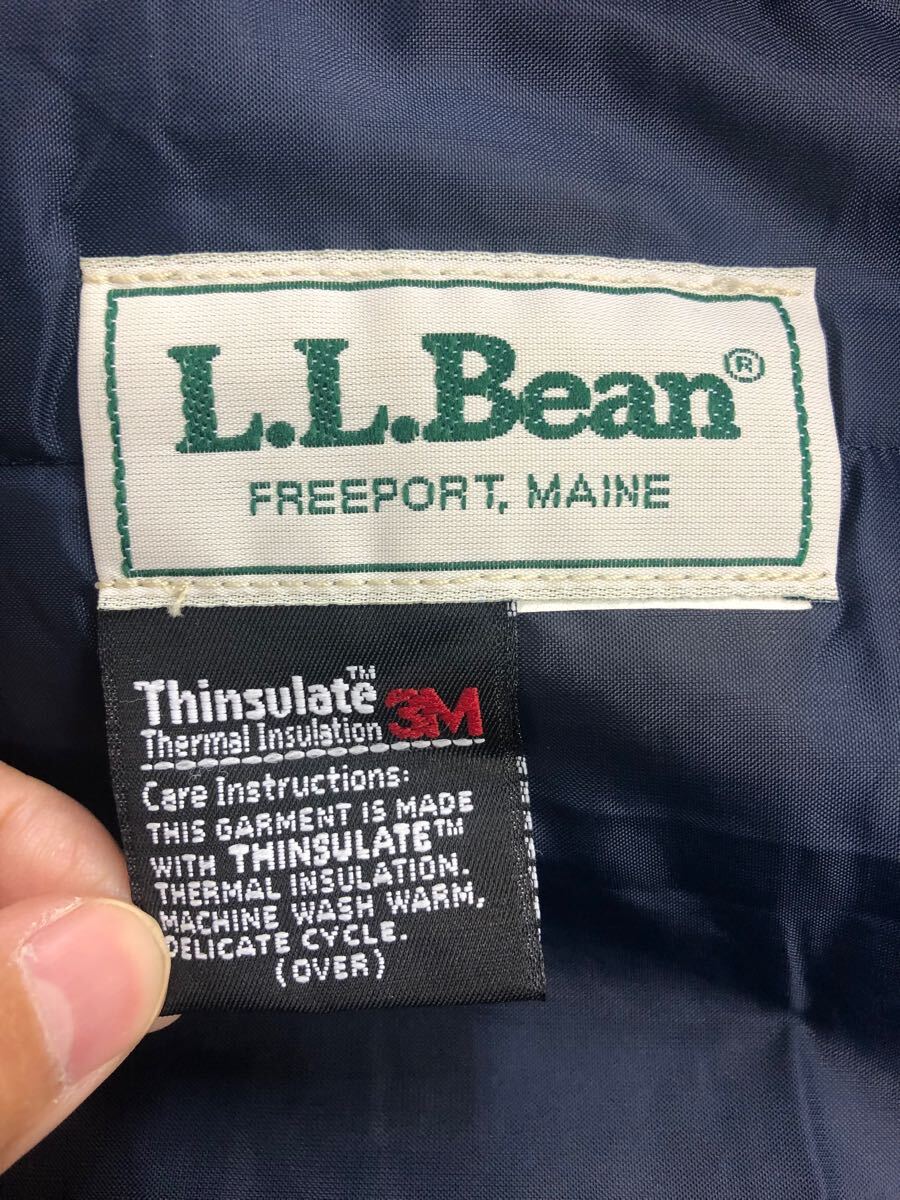 L.L.Bean®
FREEPORT, MAINE
Thinsulate™ 3M
Thermal Insulation
Care Instructions:
THIS GARMENT IS MADE
WITH THINSULATE™
THERMAL INSULATION.
MACHINE WASH WARM,
DELICATE CYCLE.
(OVER)